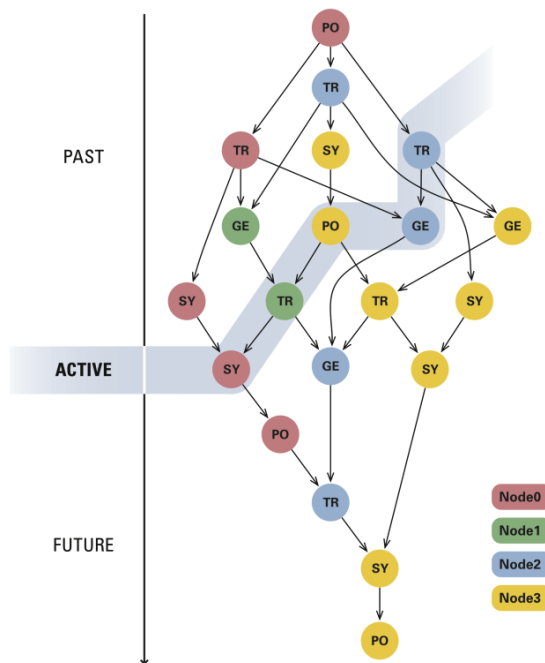 PO
TR
PAST
TR
SY
TR
GE
PO
GE
GE
SY
TR
TR
SY
ACTIVE
SY
GE
SY
PO
Node0
TR
Node1
FUTURE
Node2
SY
Node3
PO